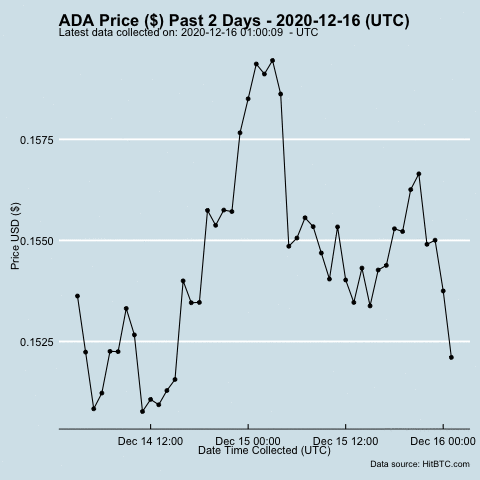 ADA Price ($) Past 2 Days - 2020-12-16 (UTC)
Latest data collected on: 2020-12-16 01:00:09 - UTC
Price USD ($)
0.1575
0.1550
0.1525
Dec 14 12:00 Dec 15 00:00 Dec 15 12:00 Dec 16 00:00
Date Time Collected (UTC)
Data source: HitBTC.com